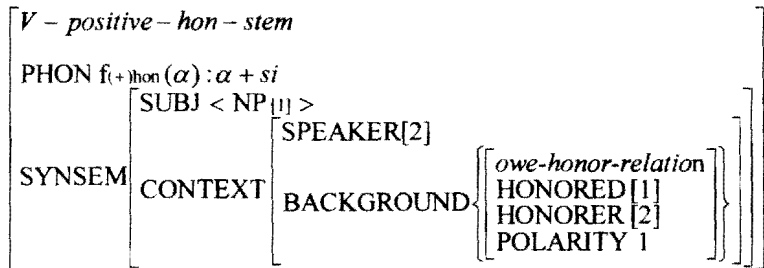 V – positive – hon – stem
PHON f(+)hon(α) : α + si
SUBJ < NP[1] >
SPEAKER[2]
SYNSEM CONTEXT BACKGROUND owe-honor-relation
HONORED [1]
HONORER [2]
POLARITY 1